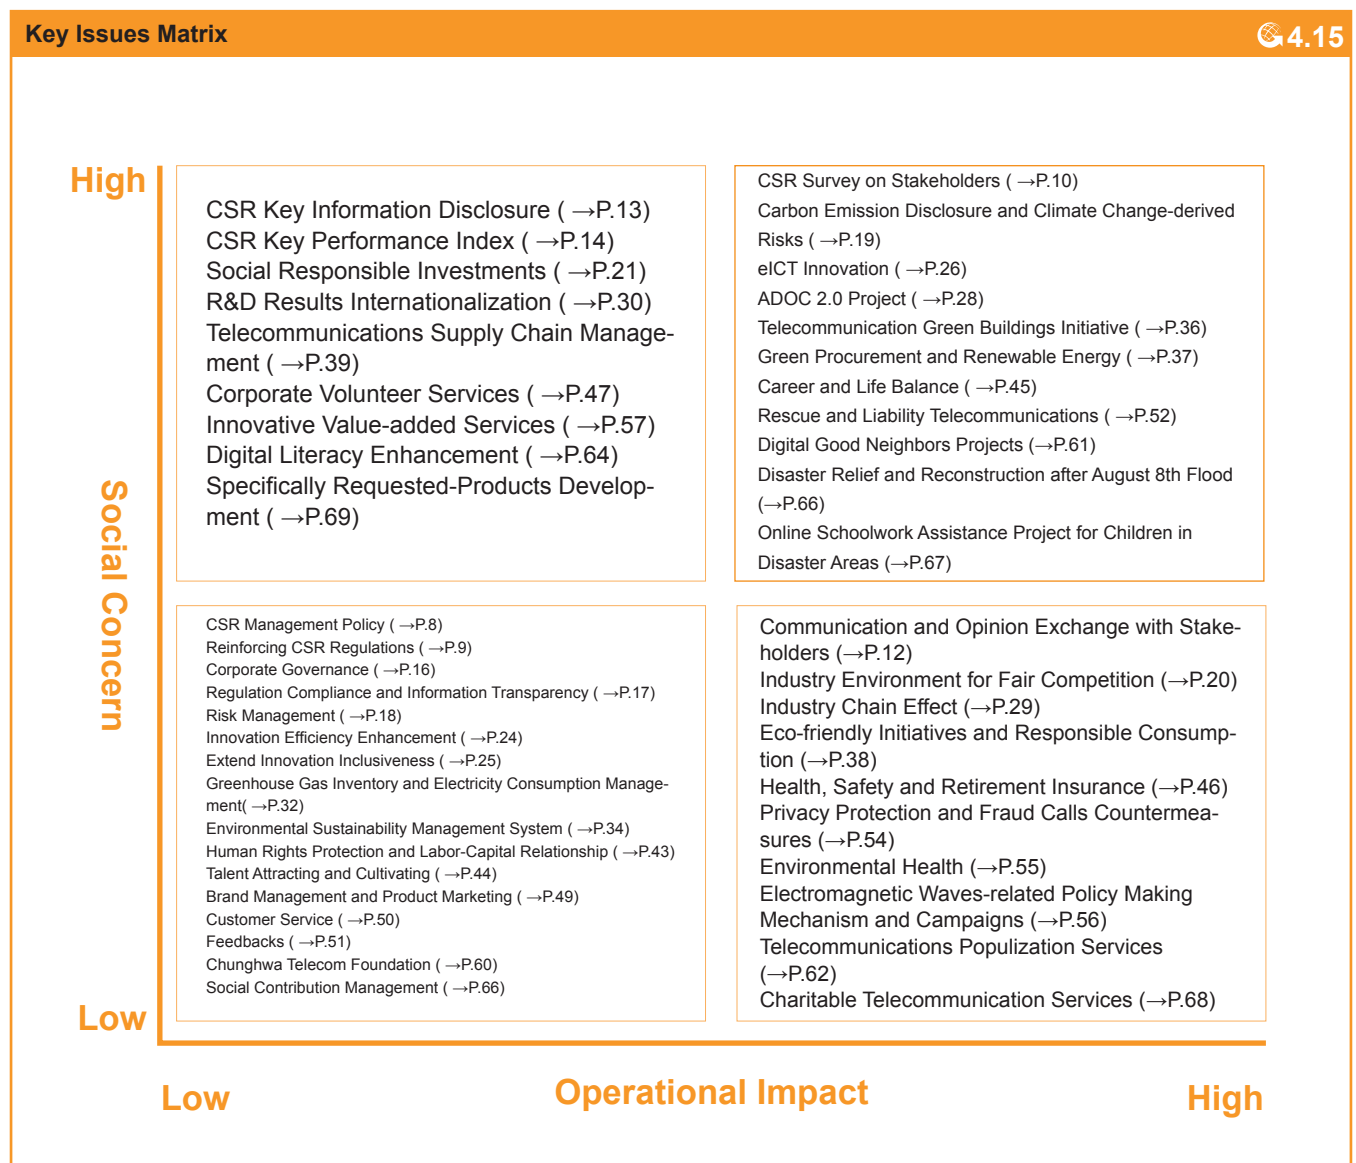 Key Issues Matrix
4.15
High
CSR Key Information Disclosure ( →P.13)
CSR Key Performance Index ( →P.14)
Social Responsible Investments ( →P.21)
R&D Results Internationalization ( →P.30)
Telecommunications Supply Chain Manage-
ment ( →P.39)
Corporate Volunteer Services ( →P.47)
Innovative Value-added Services ( →P.57)
Digital Literacy Enhancement ( →P.64)
Specifically Requested-Products Develop-
ment ( →P.69)
CSR Survey on Stakeholders ( →P.10)
Carbon Emission Disclosure and Climate Change-derived
Risks ( →P.19)
eICT Innovation ( →P.26)
ADOC 2.0 Project ( →P.28)
Telecommunication Green Buildings Initiative ( →P.36)
Green Procurement and Renewable Energy ( →P.37)
Career and Life Balance ( →P.45)
Rescue and Liability Telecommunications ( →P.52)
Digital Good Neighbors Projects (→P.61)
Disaster Relief and Reconstruction after August 8th Flood
(→P.66)
Online Schoolwork Assistance Project for Children in
Disaster Areas (→P.67)
Social Concern
CSR Management Policy ( →P.8)
Reinforcing CSR Regulations ( →P.9)
Corporate Governance ( →P.16)
Regulation Compliance and Information Transparency ( →P.17)
Risk Management ( →P.18)
Innovation Efficiency Enhancement ( →P.24)
Extend Innovation Inclusiveness ( →P.25)
Greenhouse Gas Inventory and Electricity Consumption Manage-
ment( →P.32)
Environmental Sustainability Management System ( →P.34)
Human Rights Protection and Labor-Capital Relationship ( →P.43)
Talent Attracting and Cultivating ( →P.44)
Brand Management and Product Marketing ( →P.49)
Customer Service ( →P.50)
Feedbacks ( →P.51)
Chunghwa Telecom Foundation ( →P.60)
Social Contribution Management ( →P.66)
Communication and Opinion Exchange with Stake-
holders (→P.12)
Industry Environment for Fair Competition (→P.20)
Industry Chain Effect (→P.29)
Eco-friendly Initiatives and Responsible Consump-
tion (→P.38)
Health, Safety and Retirement Insurance (→P.46)
Privacy Protection and Fraud Calls Countermea-
sures (→P.54)
Environmental Health (→P.55)
Electromagnetic Waves-related Policy Making
Mechanism and Campaigns (→P.56)
Telecommunications Populization Services
(→P.62)
Charitable Telecommunication Services (→P.68)
Low
Low
Operational Impact
High